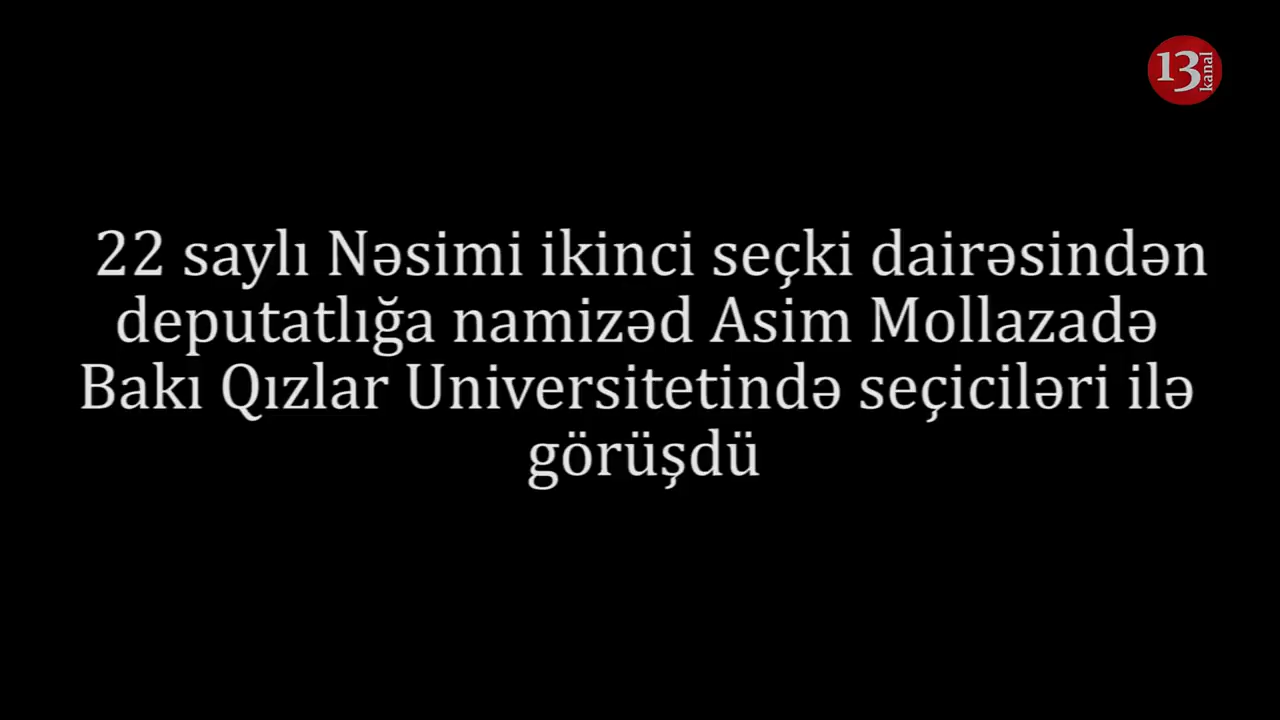 13 kanal
22 saylı Nəsimi ikinci seçki dairəsindən
deputatlığa namizəd Asim Mollazadə
Bakı Qızlar Universitetində seçiciləri ilə
görüşdü